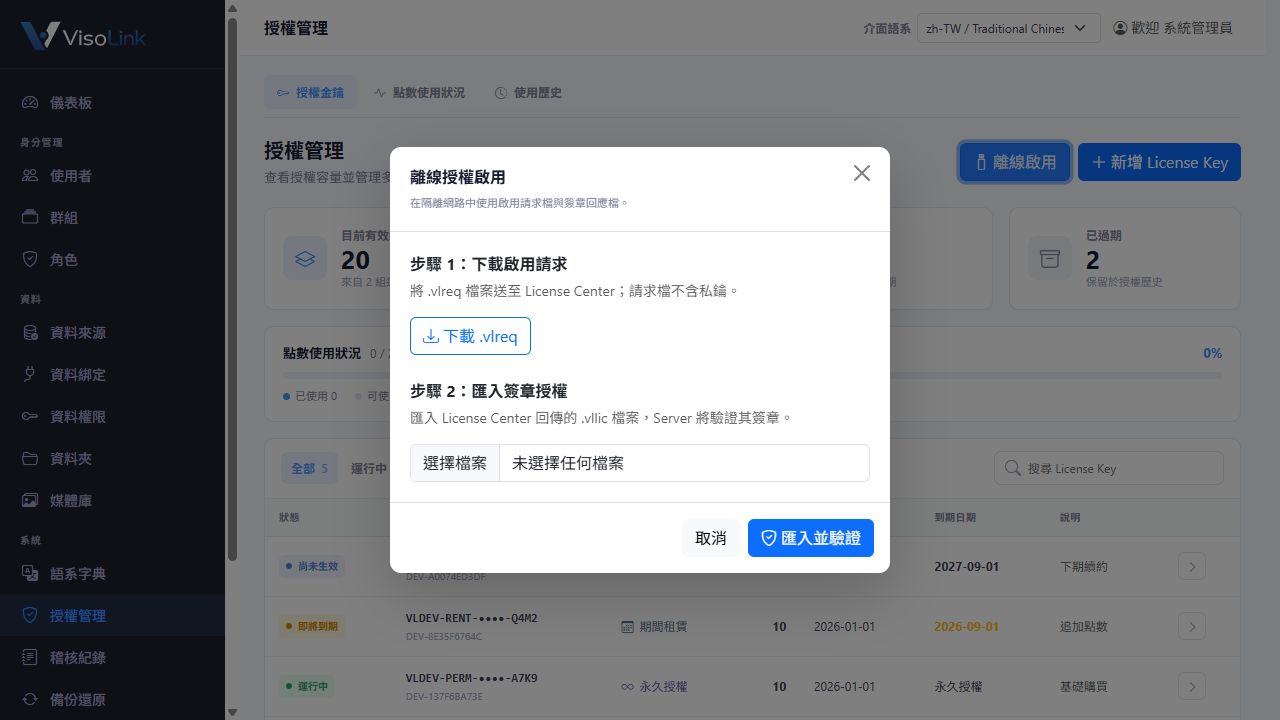 VisoLink
儀表板
身分管理
使用者
群組
角色
資料
資料來源
資料綁定
資料權限
資料夾
媒體庫
系統
語系字典
授權管理
稽核紀錄
備份還原
授權管理
介面語系
zh-TW / Traditional Chines
歡迎 系統管理員
授權金鑰
點數使用狀況
使用歷史
授權管理
查看授權容量並管理多
離線啟用
新增 License Key
目前有效
20
來自 2 組
期
已過期
2
保留於授權歷史
點數使用狀況 0 / 2
0%
已使用 0
可使
全部 5
運行中
搜尋 License Key
狀態
到期日期
說明
尚未生效
DEV-A0074ED3DF
2027-09-01
下期續約
即將到期
VLDEV-RENT-••••-Q4M2
DEV-8E35F6764C
期間租賃
10
2026-01-01
2026-09-01
追加點數
運行中
VLDEV-PERM-••••-A7K9
DEV-137F6BA73E
永久授權
10
2026-01-01
永久授權
基礎購買
離線授權啟用
在隔離網路中使用啟用請求檔與簽章回應檔。
步驟 1：下載啟用請求
將 .vlreq 檔案送至 License Center；請求檔不含私鑰。
下載 .vlreq
步驟 2：匯入簽章授權
匯入 License Center 回傳的 .vllic 檔案，Server 將驗證其簽章。
選擇檔案
未選擇任何檔案
取消
匯入並驗證